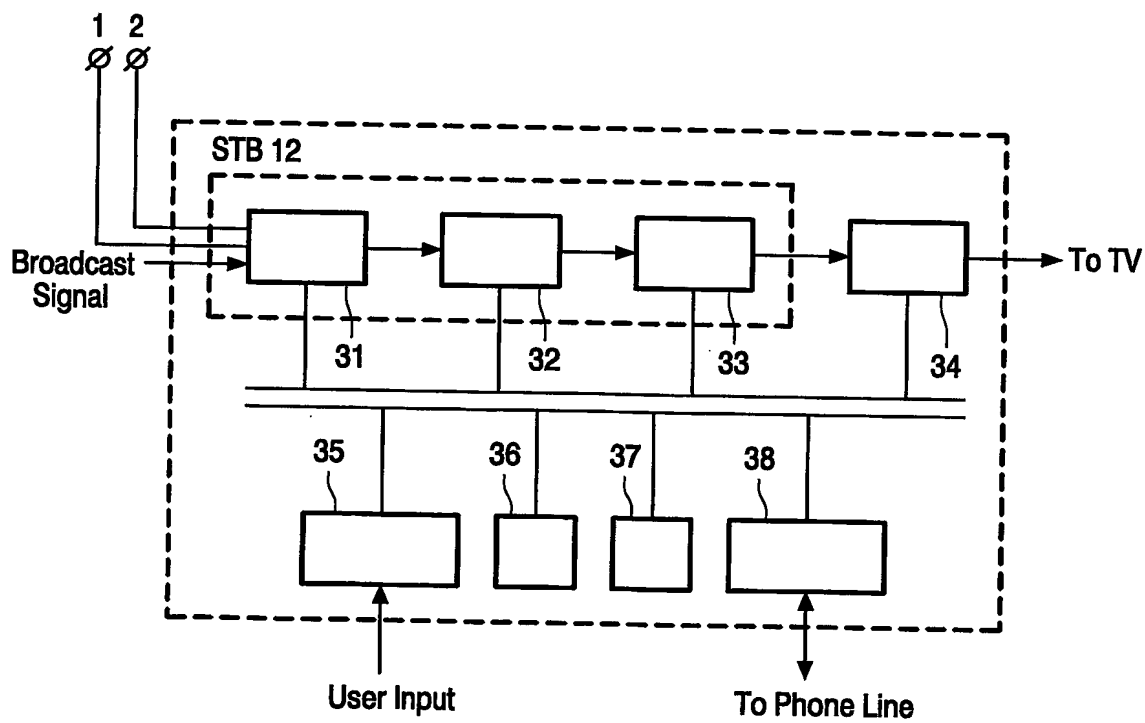 1 2
STB 12
Broadcast
Signal
To TV
31
32
33
34
35
36
37
38
User Input
To Phone Line